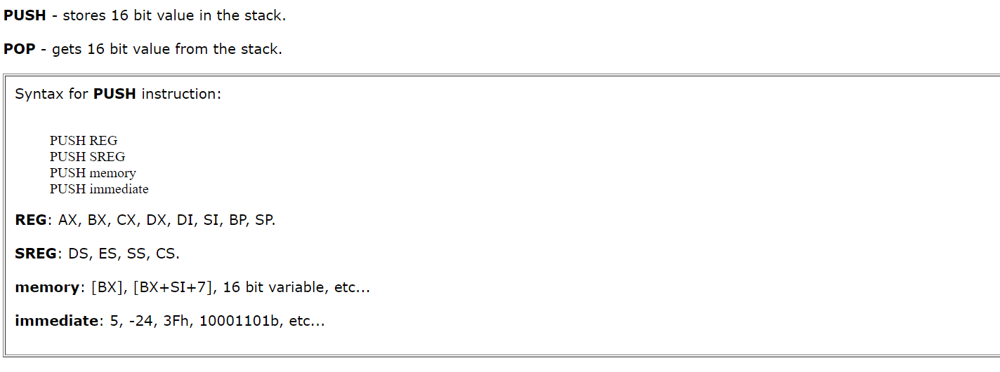 PUSH - stores 16 bit value in the stack.
POP - gets 16 bit value from the stack.
Syntax for PUSH instruction:
PUSH REG
PUSH SREG
PUSH memory
PUSH immediate
REG: AX, BX, CX, DX, DI, SI, BP, SP.
SREG: DS, ES, SS, CS.
memory: [BX], [BX+SI+7], 16 bit variable, etc...
immediate: 5, -24, 3Fh, 10001101b, etc...